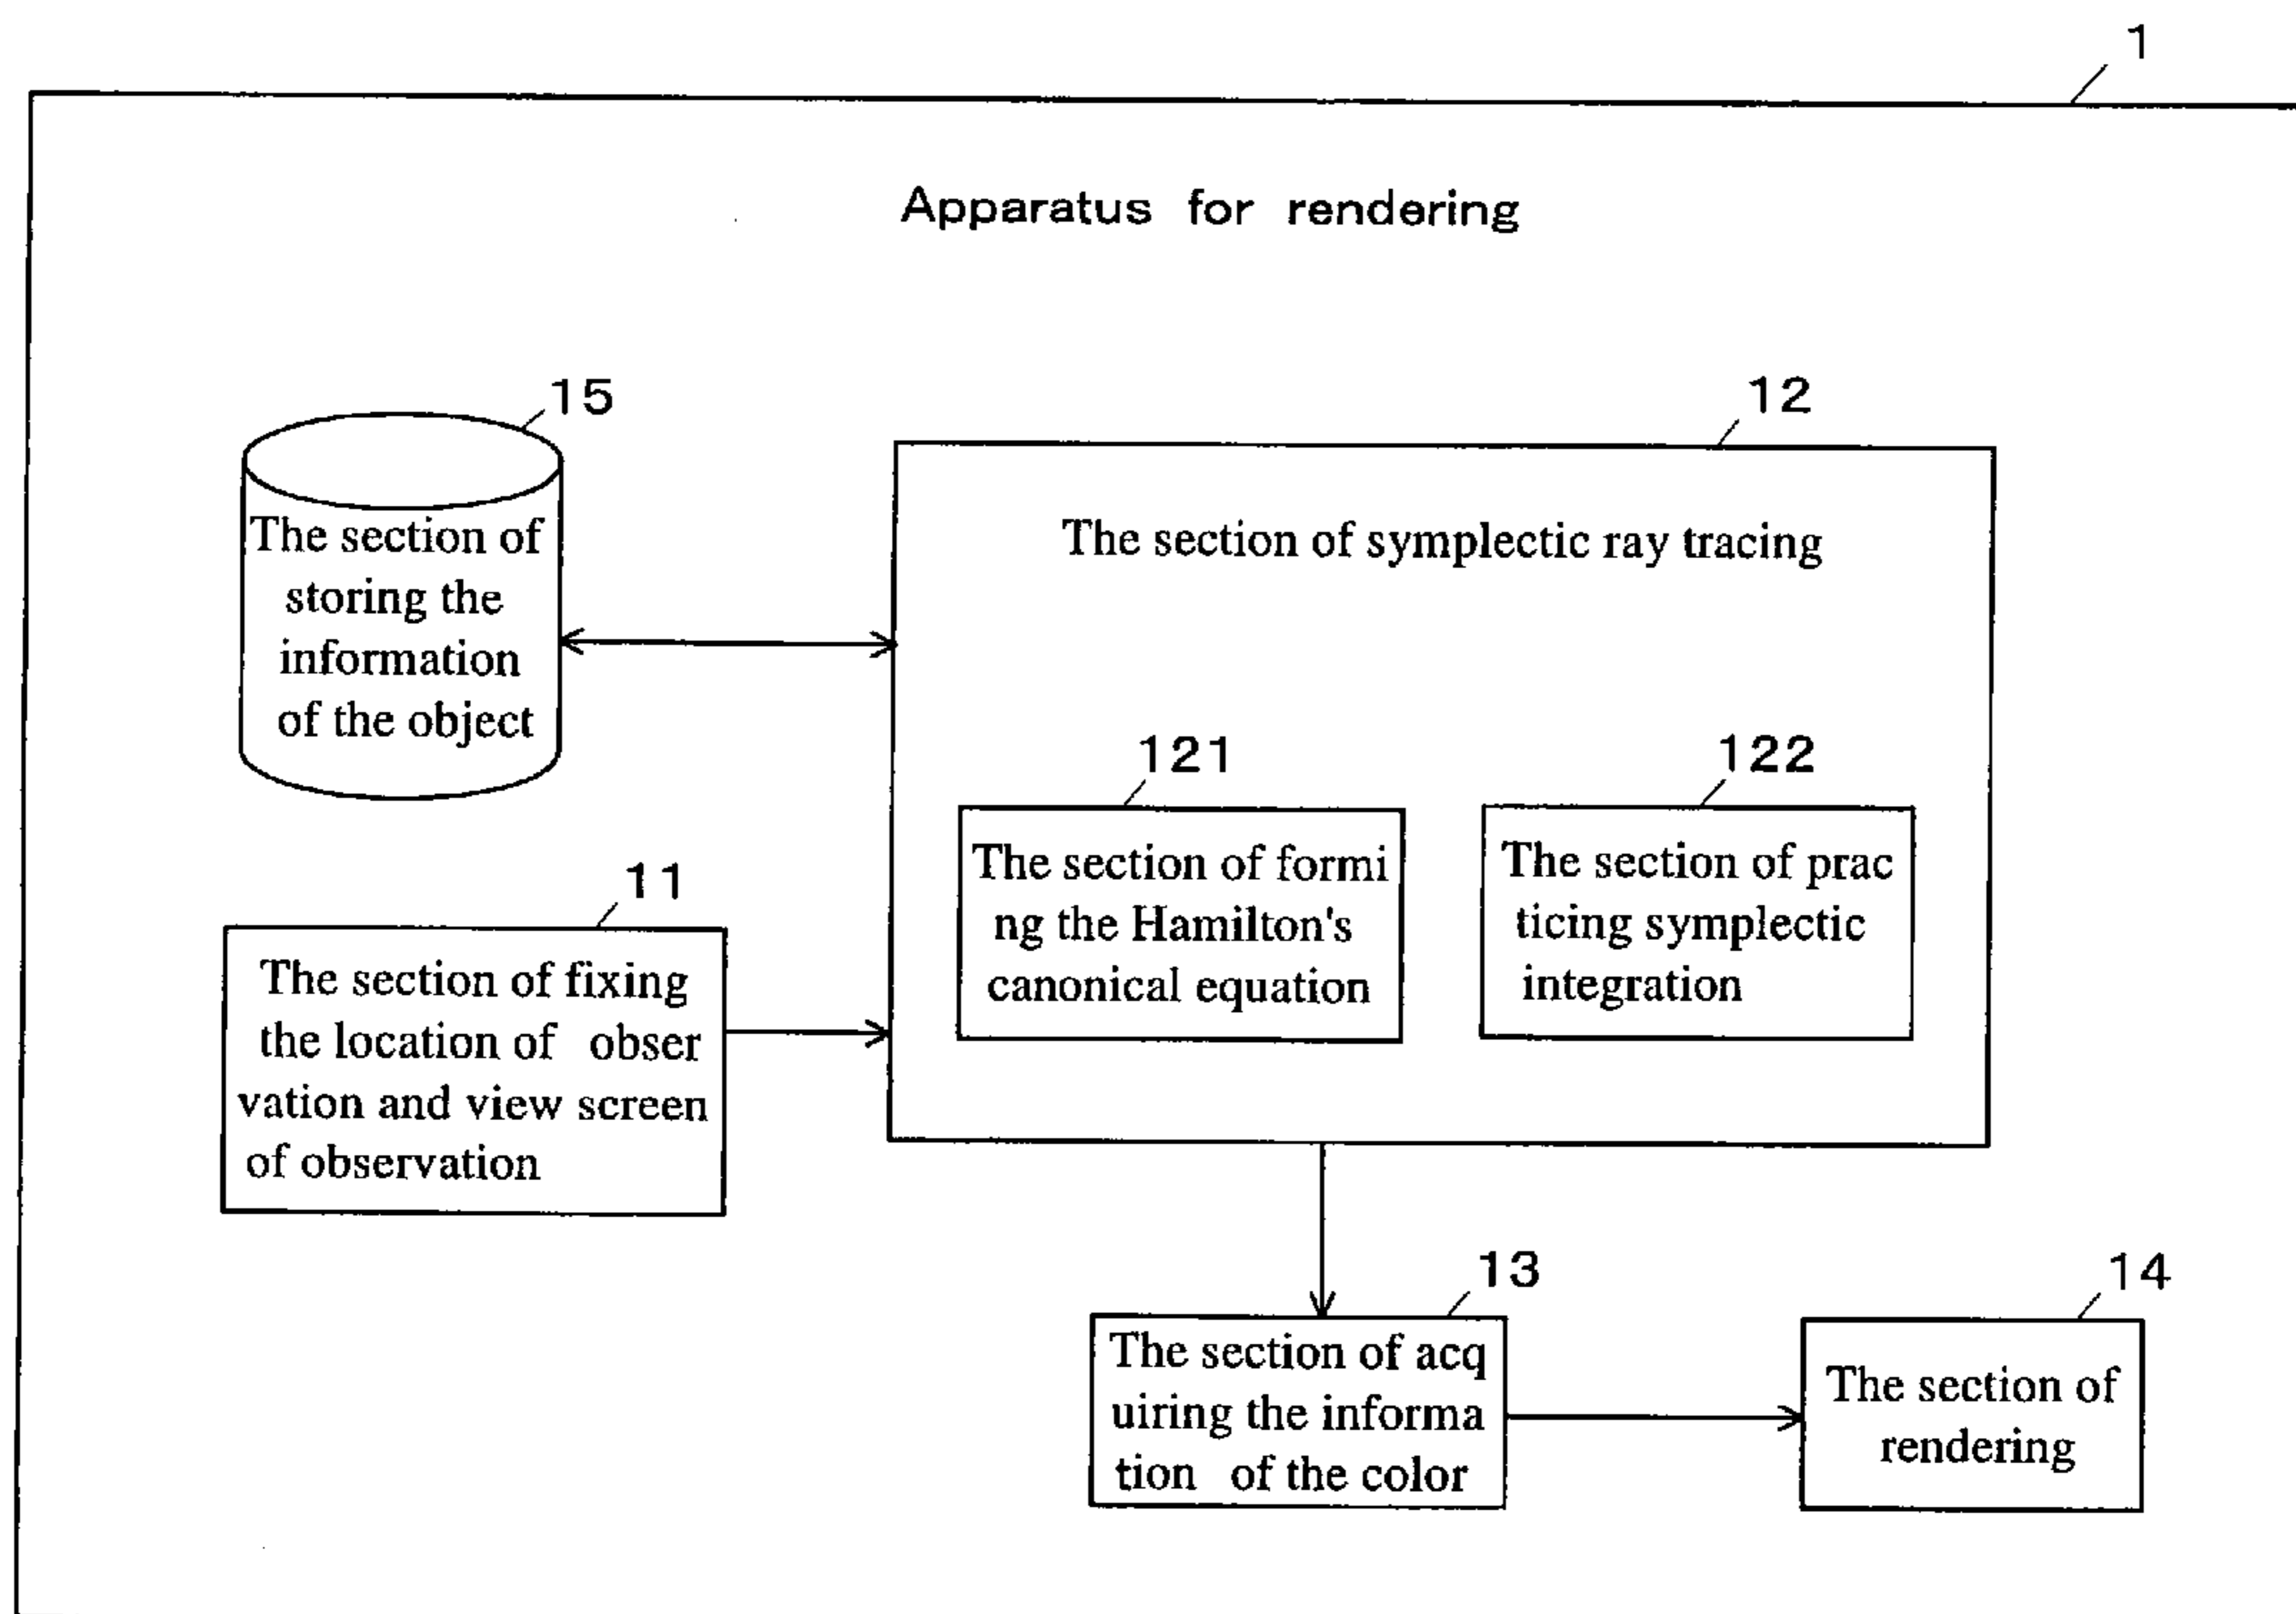 1
Apparatus for rendering
15
The section of
storing the
information
of the object
12
The section of symplectic ray tracing
121
The section of formi
ng the Hamilton's
canonical equation
122
The section of prac
ticing symplectic
integration
11
The section of fixing
the location of obser
vation and view screen
of observation
13
The section of acq
uiring the informa
tion of the color
14
The section of
rendering